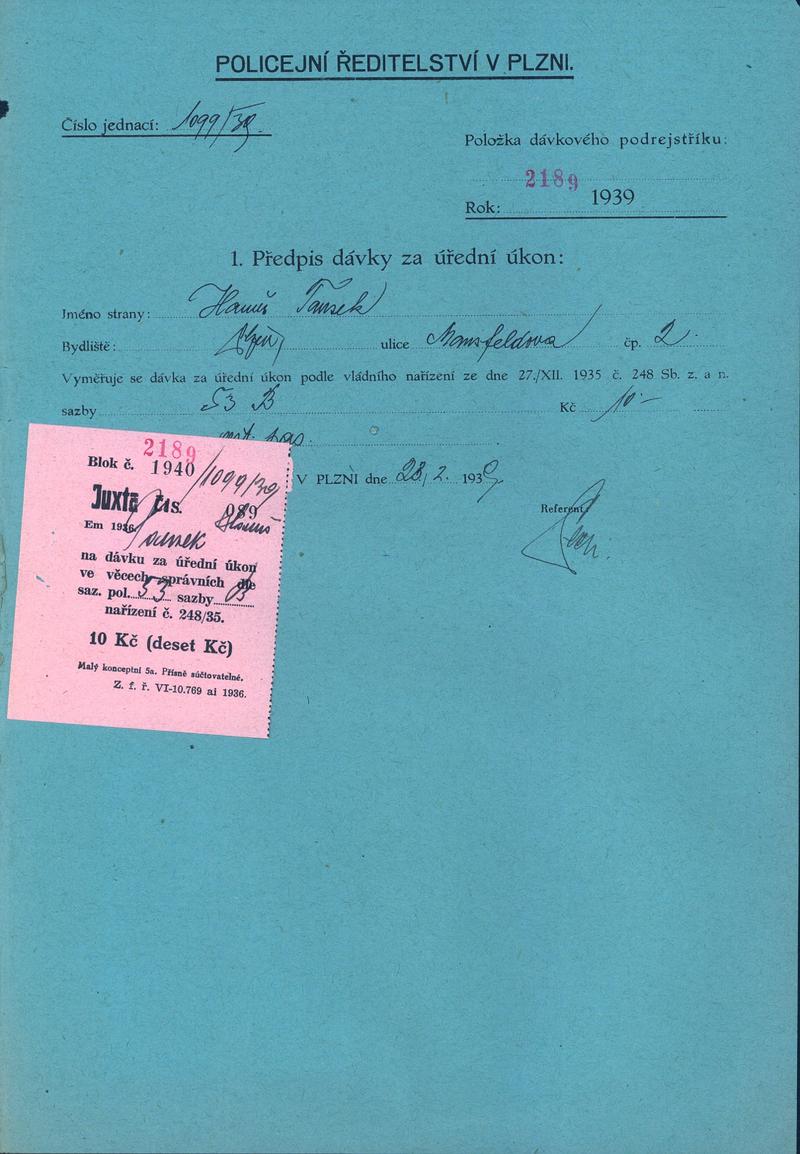 POLICEJNÍ ŘEDITELSTVÍ V PLZNI.
Číslo jednací: 1099/39.
Položka dávkového podrejstříku:
2189
Rok: 1939
1. Předpis dávky za úřední úkon:
Jméno strany: Hanuš Taussk
Bydliště: Plzeň ulice Mansfeldova čp. 2.
Vyměřuje se dávka za úřední úkon podle vládního nařízení ze dne 27./XII. 1935 č. 248 Sb. z. a n.
sazby 53 B Kč 10.-
pas.
V PLZNI dne 28./2. 1939
Referent:
2189
Blok č. 1940 1099/39
Juxta čís. 089
Em 1936 Hanuš
na dávku za úřední úkon
ve věcech správních dle
saz. pol. 53 sazby B
nařízení č. 248/35.
10 Kč (deset Kč)
Malý konceptní 5a. Přísně súčtovatelné.
Z. f. ř. VI-10.769 ai 1936.